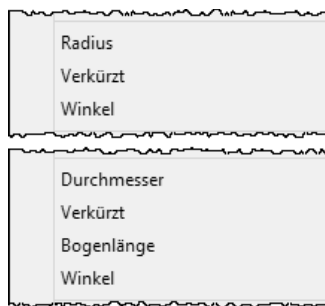 Radius
Verkürzt
Winkel
Durchmesser
Verkürzt
Bogenlänge
Winkel